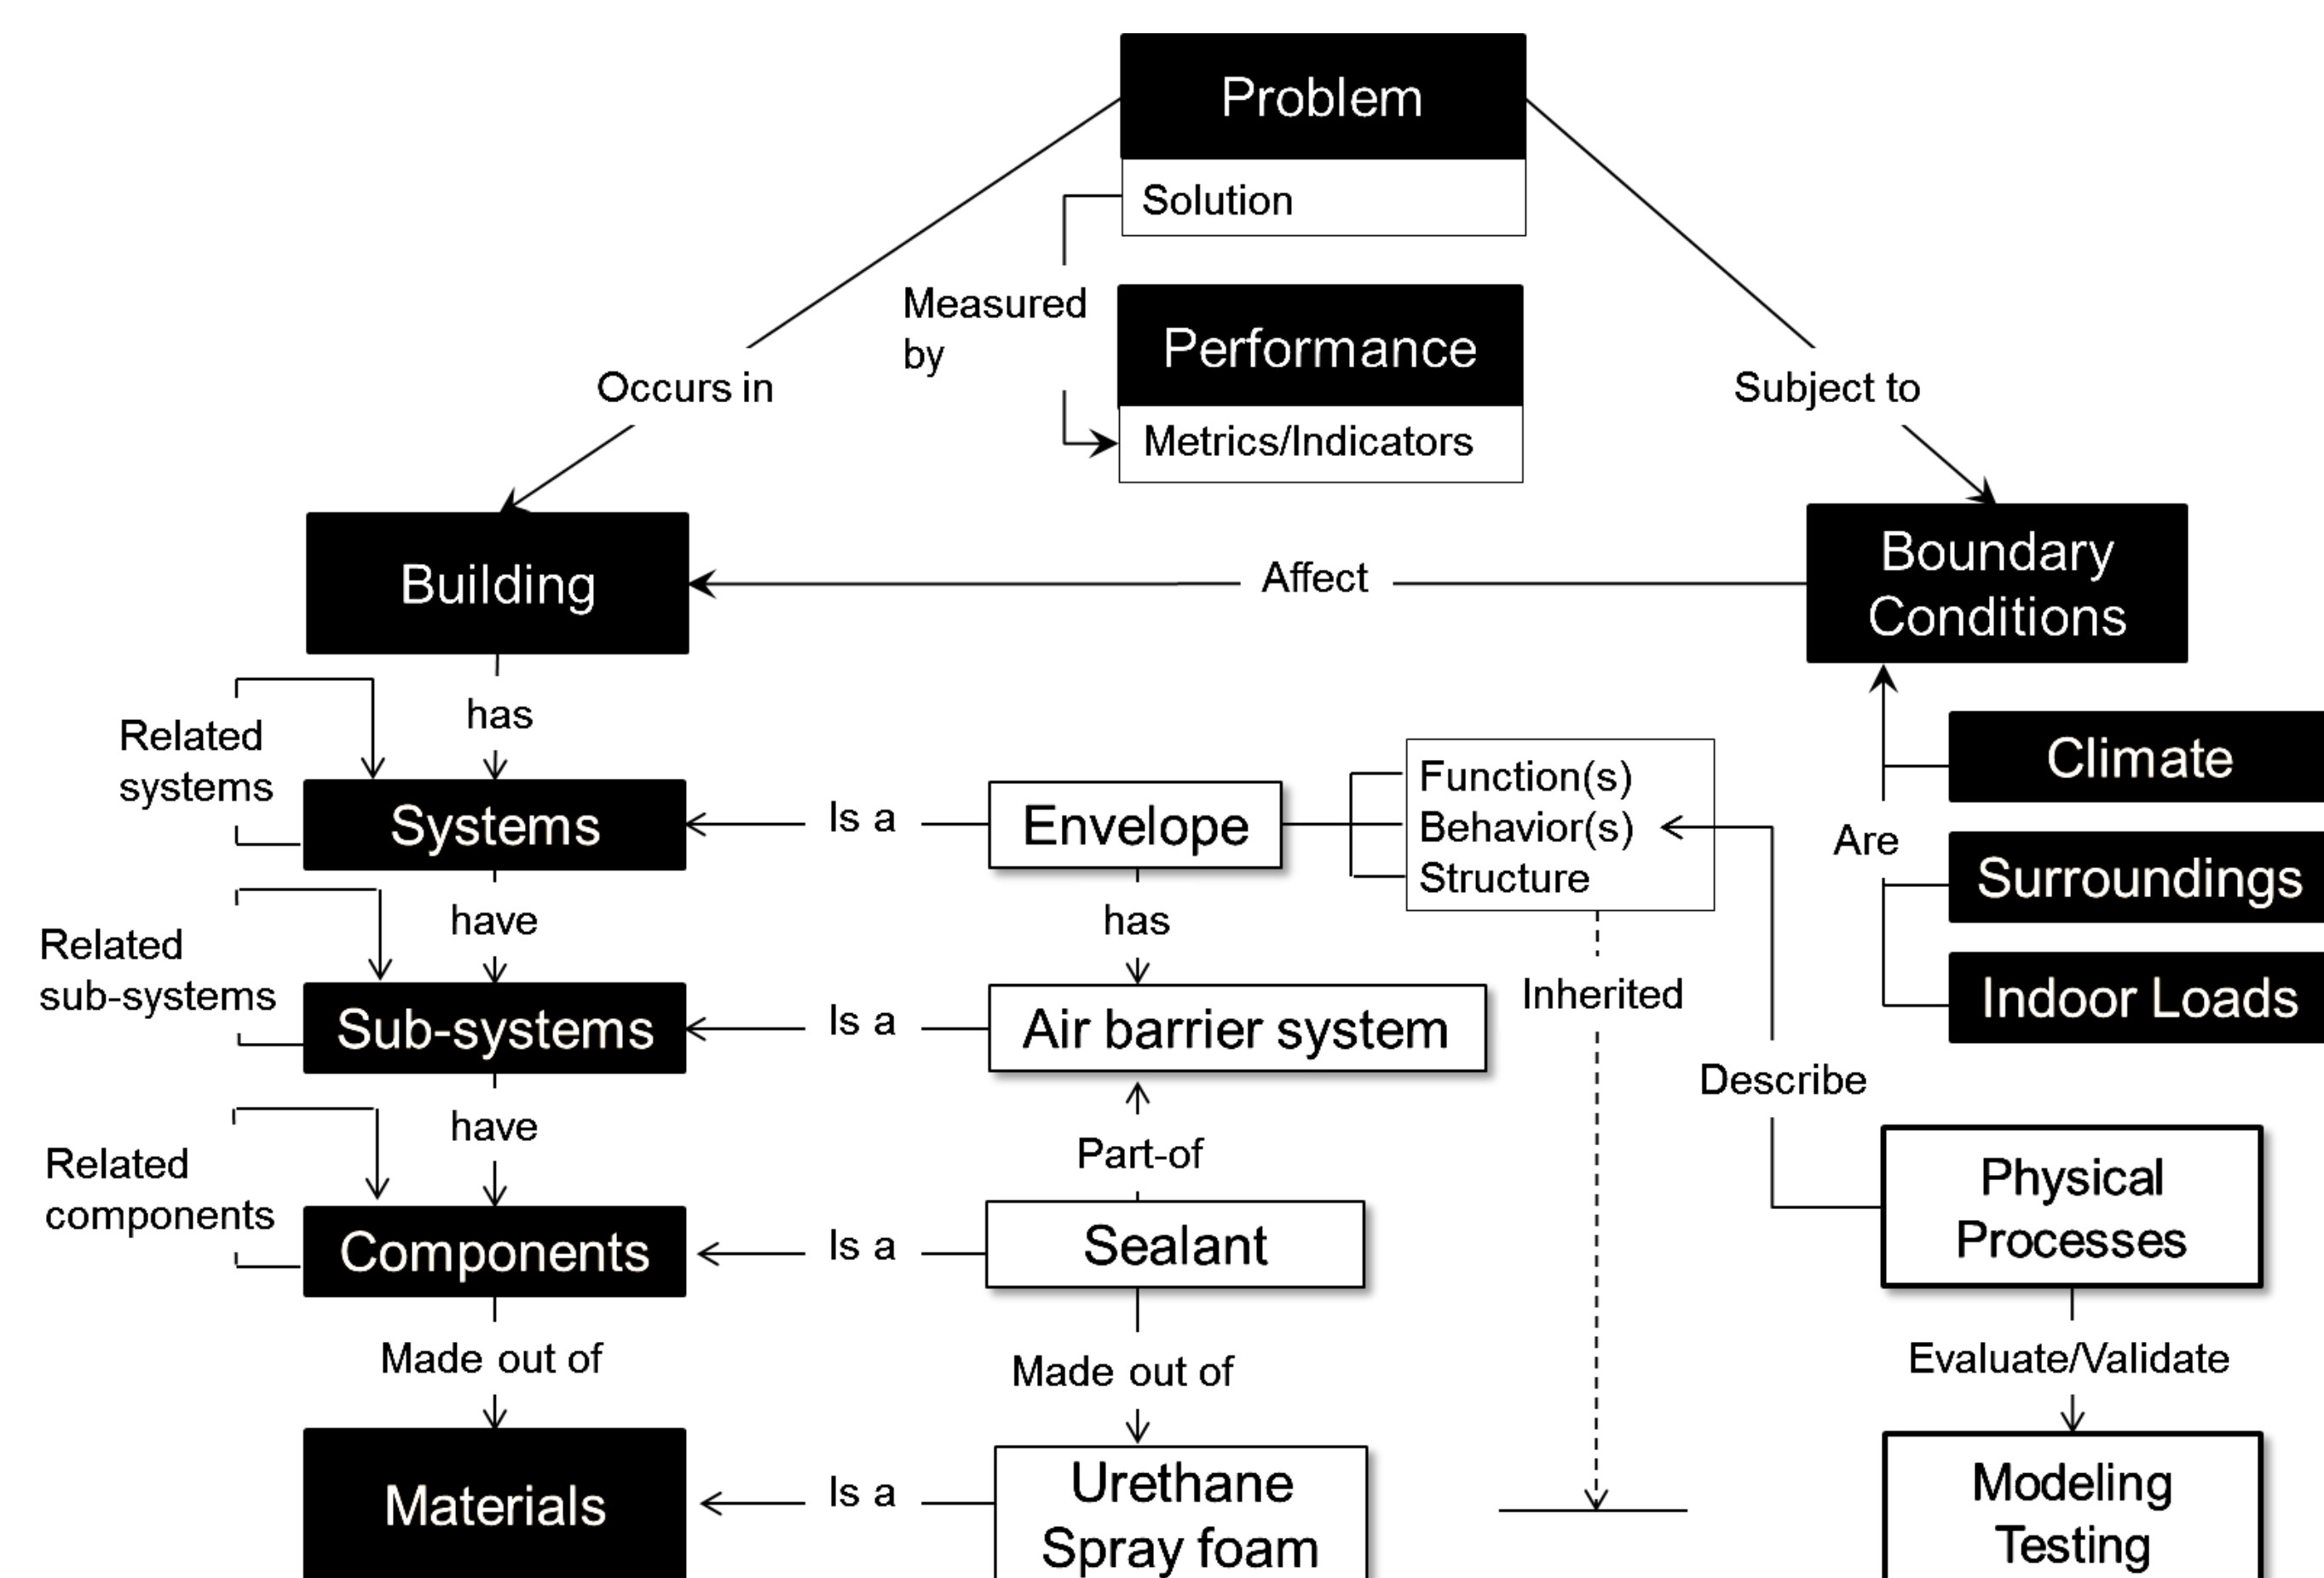 Problem
Solution
Measured
by
Performance
Metrics/Indicators
Occurs in
Subject to
Building
Affect
Boundary
Conditions
has
Related
systems
Systems
Is a
Envelope
Function(s)
Behavior(s)
Structure
Are
Climate
Surroundings
Indoor Loads
have
has
Related
sub-systems
Sub-systems
Is a
Air barrier system
Inherited
Describe
have
Part-of
Related
components
Components
Is a
Sealant
Physical
Processes
Made out of
Made out of
Evaluate/Validate
Materials
Is a
Urethane
Spray foam
Modeling
Testing